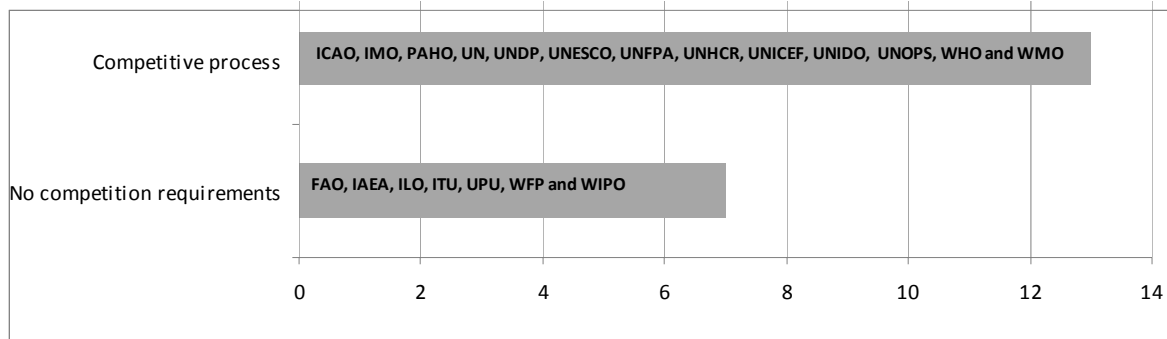 Competitive process
ICAO, IMO, PAHO, UN, UNDP, UNESCO, UNFPA, UNHCR, UNICEF, UNIDO, UNOPS, WHO and WMO
No competition requirements
FAO, IAEA, ILO, ITU, UPU, WFP and WIPO
0 2 4 6 8 10 12 14